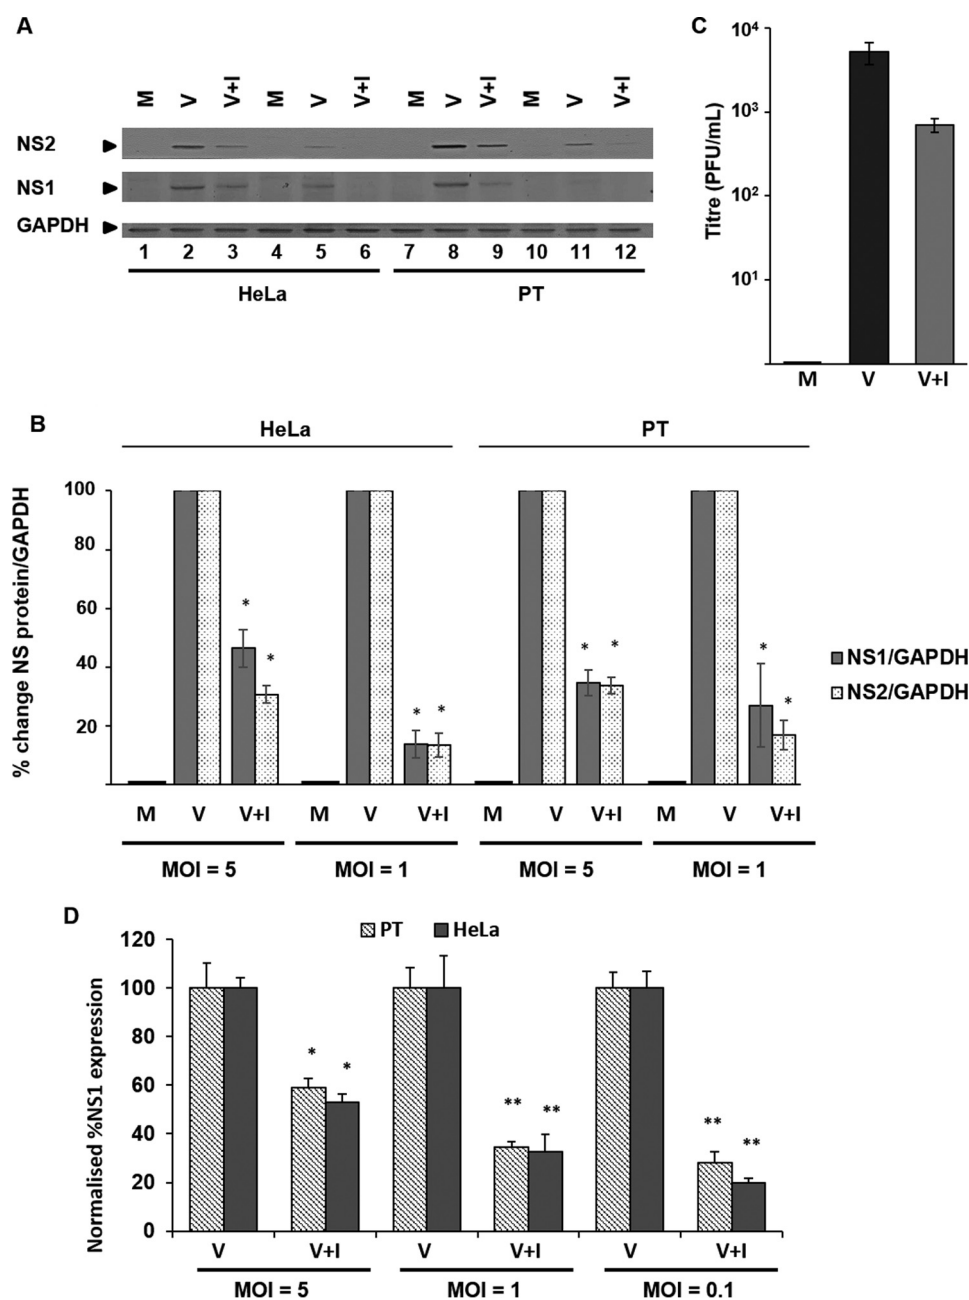 A
M V V+I M V V+I M V V+I M V V+I
NS2
NS1
GAPDH
1 2 3 4 5 6 7 8 9 10 11 12
HeLa PT
C
10⁴
10³
10²
10¹
Titre (PFU/mL)
M V V+I
B
HeLa PT
100
80
60
40
20
% change NS protein/GAPDH
* * * * * * * *
NS1/GAPDH
NS2/GAPDH
M V V+I M V V+I M V V+I M V V+I
MOI = 5 MOI = 1 MOI = 5 MOI = 1
D
PT HeLa
120
100
80
60
40
20
0
Normalised %NS1 expression
* * ** ** ** **
V V+I V V+I V V+I
MOI = 5 MOI = 1 MOI = 0.1